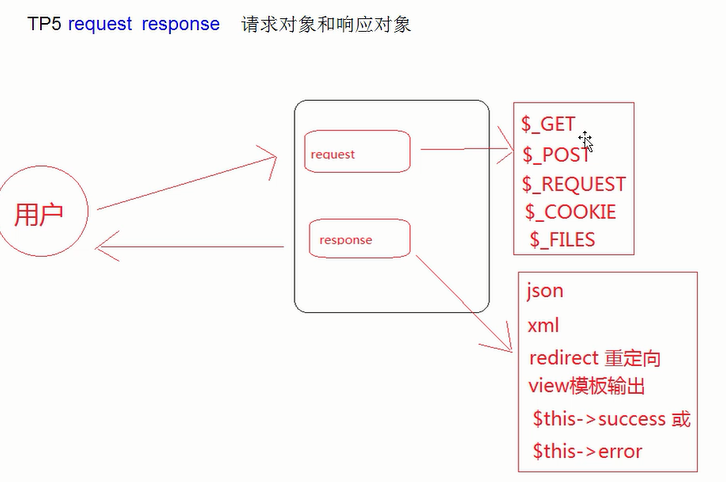 TP5 request response 请求对象和响应对象
用户
request
response
$_GET
$_POST
$_REQUEST
$_COOKIE
$_FILES
json
xml
redirect 重定向
view模板输出
$this->success 或
$this->error